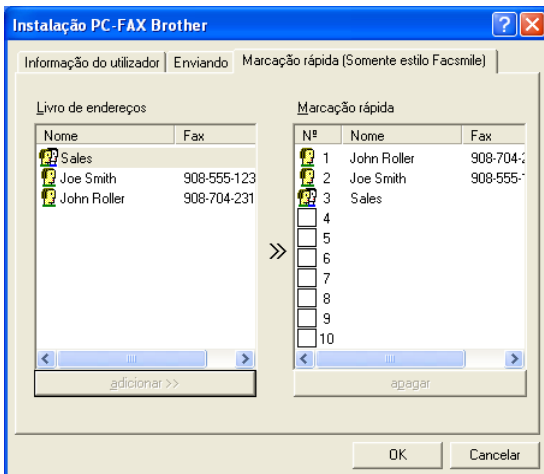 Instalação PC-FAX Brother
Informação do utilizador Enviando Marcação rápida (Somente estilo Facsmile)
Livro de endereços
Nome Fax
Sales
Joe Smith 908-555-123
John Roller 908-704-231
adicionar >>
Marcação rápida
Nº Nome Fax
1 John Roller 908-704-2
2 Joe Smith 908-555-1
3 Sales
4
5
6
7
8
9
10
apagar
OK Cancelar